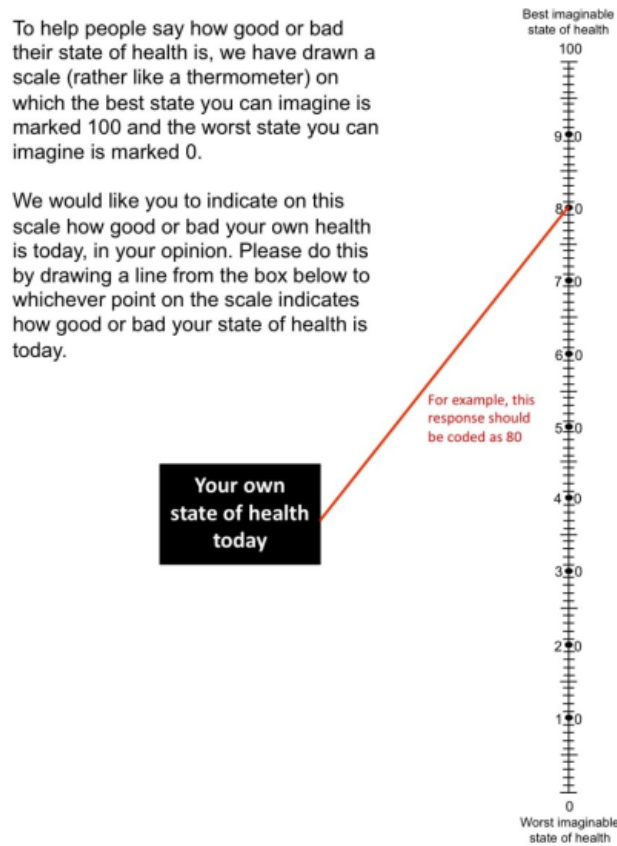 To help people say how good or bad
their state of health is, we have drawn a
scale (rather like a thermometer) on
which the best state you can imagine is
marked 100 and the worst state you can
imagine is marked 0.
We would like you to indicate on this
scale how good or bad your own health
is today, in your opinion. Please do this
by drawing a line from the box below to
whichever point on the scale indicates
how good or bad your state of health is
today.
Your own
state of health
today
For example, this
response should
be coded as 80
Best imaginable
state of health
100
90
80
70
60
50
40
30
20
10
0
Worst imaginable
state of health